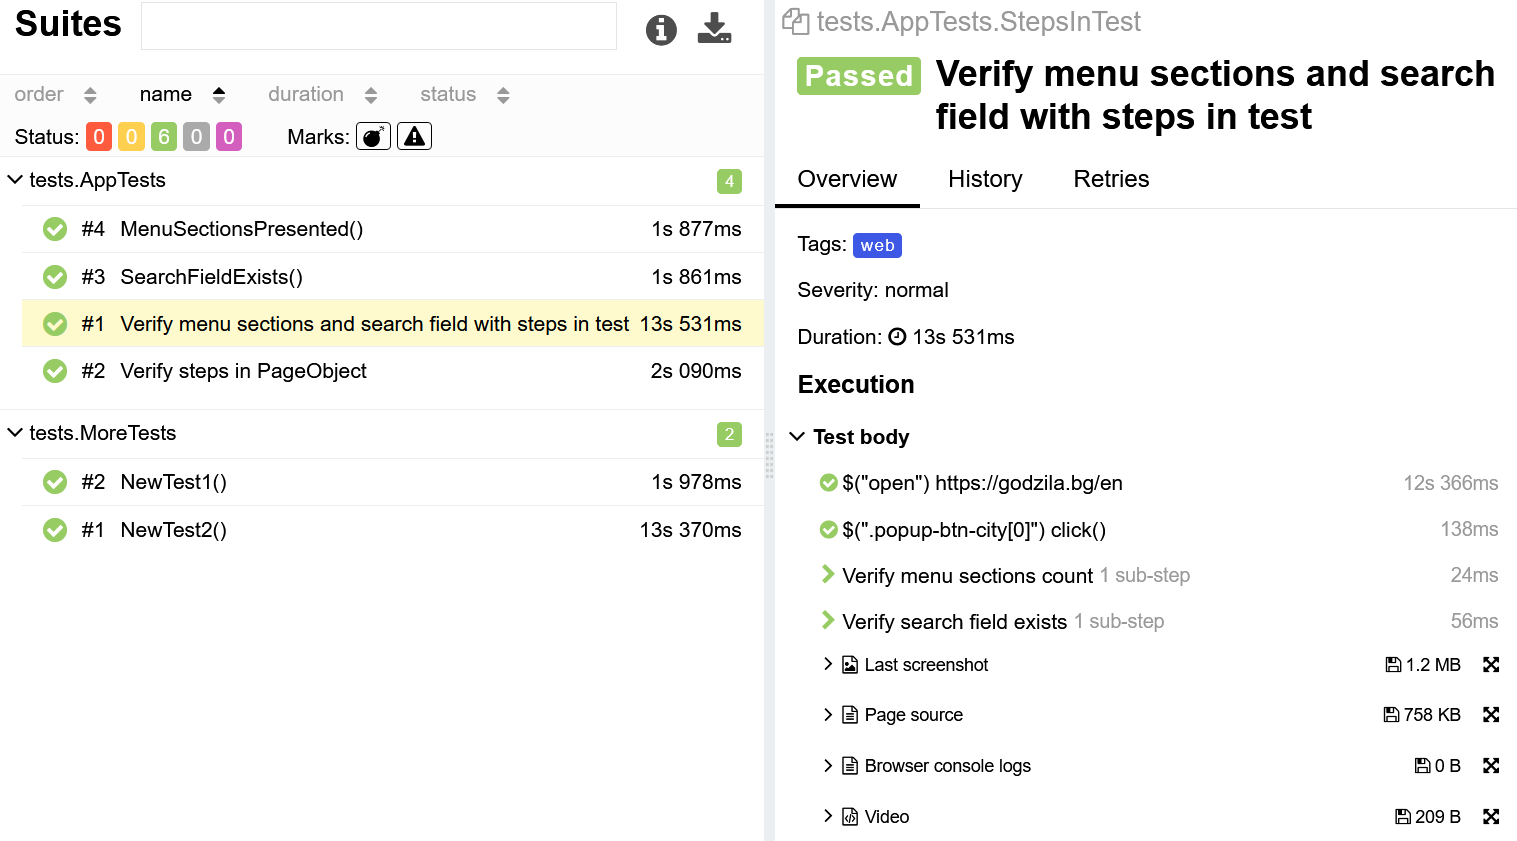 Suites
order name duration status
Status: 0 0 6 0 0 Marks:
tests.AppTests 4
#4 MenuSectionsPresented() 1s 877ms
#3 SearchFieldExists() 1s 861ms
#1 Verify menu sections and search field with steps in test 13s 531ms
#2 Verify steps in PageObject 2s 090ms
tests.MoreTests 2
#2 NewTest1() 1s 978ms
#1 NewTest2() 13s 370ms
tests.AppTests.StepsInTest
Passed Verify menu sections and search
field with steps in test
Overview History Retries
Tags: web
Severity: normal
Duration: 13s 531ms
Execution
Test body
$("open") https://godzila.bg/en 12s 366ms
$(".popup-btn-city[0]") click() 138ms
Verify menu sections count 1 sub-step 24ms
Verify search field exists 1 sub-step 56ms
Last screenshot 1.2 MB
Page source 758 KB
Browser console logs 0 B
Video 209 B